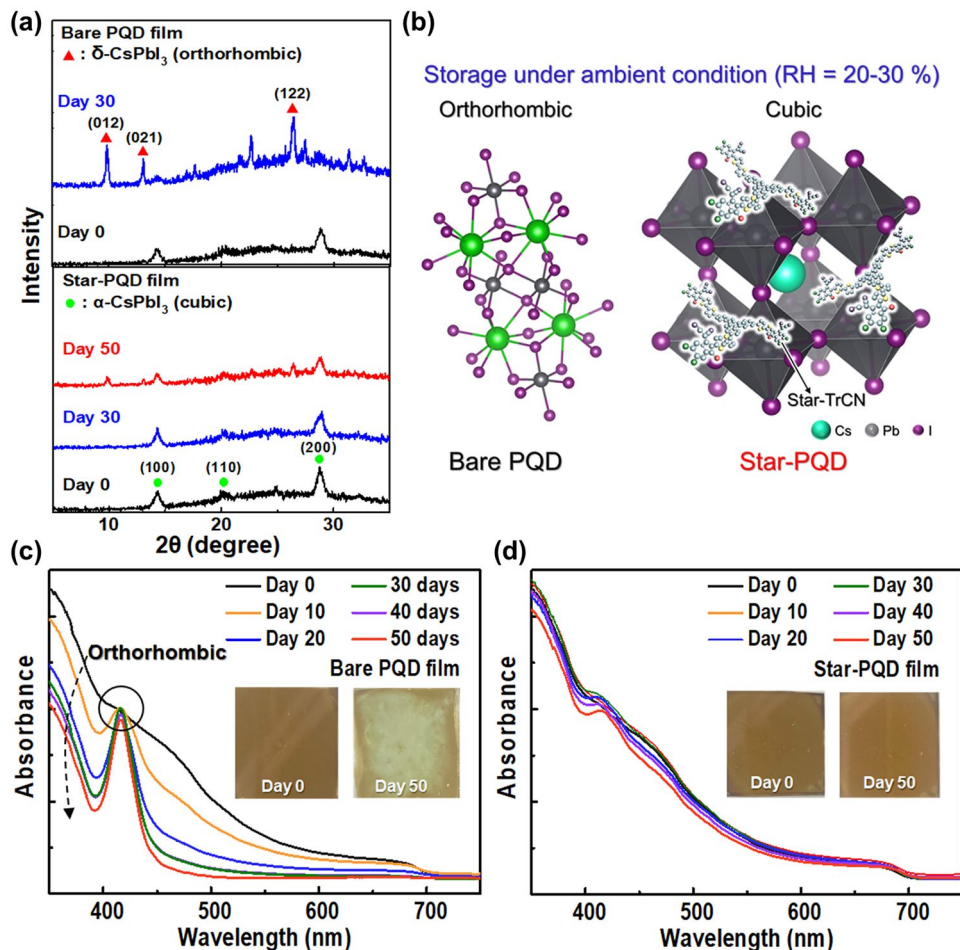 (a)
Bare PQD film
▲ : δ-CsPbI₃ (orthorhombic)
Day 30
(012)
(021)
(122)
Day 0
Star-PQD film
● : α-CsPbI₃ (cubic)
Day 50
Day 30
Day 0
(100)
(110)
(200)
Intensity
10
20
30
2θ (degree)
(b)
Storage under ambient condition (RH = 20-30 %)
Orthorhombic
Cubic
Star-TrCN
Cs
Pb
I
Bare PQD
Star-PQD
(c)
Day 0
Day 10
Day 20
30 days
40 days
50 days
Orthorhombic
Bare PQD film
Day 0
Day 50
Absorbance
400
500
600
700
Wavelength (nm)
(d)
Day 0
Day 10
Day 20
Day 30
Day 40
Day 50
Star-PQD film
Day 0
Day 50
Absorbance
400
500
600
700
Wavelength (nm)